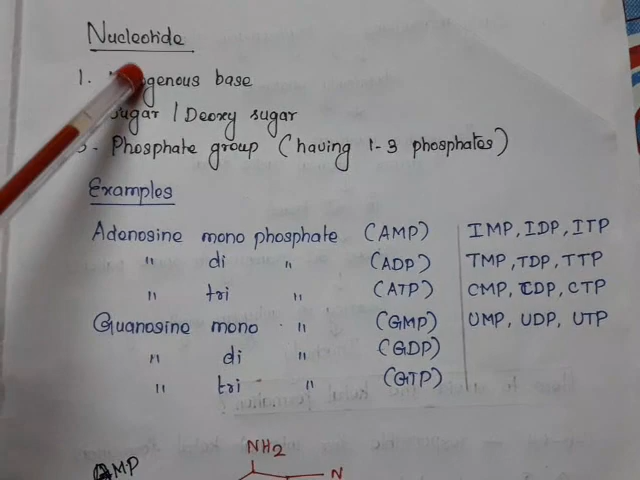 Nucleotide
1. genous base
Sugar / Deoxy sugar
3. Phosphate group (having 1-3 phosphates)
Examples
Adenosine mono phosphate (AMP)
" di " (ADP)
" tri " (ATP)
Guanosine mono " (GMP)
" di " (GDP)
" tri " (GTP)
IMP, IDP, ITP
TMP, TDP, TTP
CMP, CDP, CTP
UMP, UDP, UTP
NH2
AMP
N